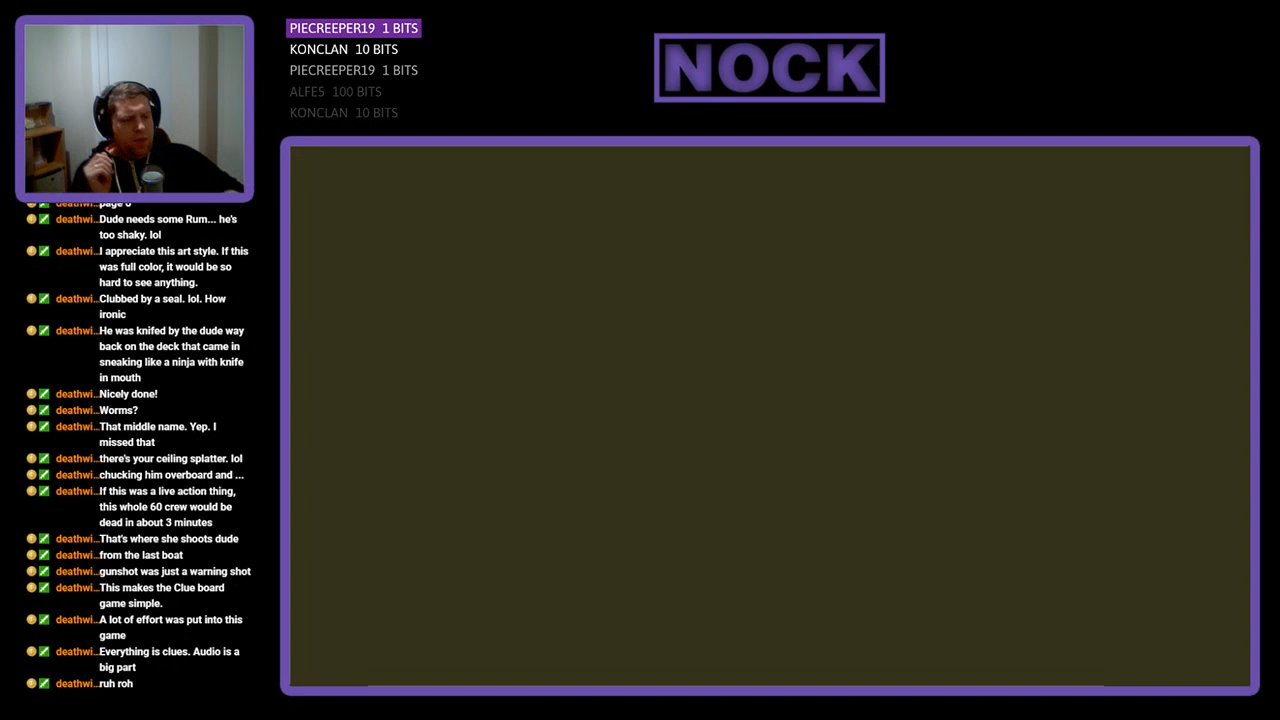 PIECREEPER19 1 BITS
KONCLAN 10 BITS
PIECREEPER19 1 BITS
ALFE5 100 BITS
KONCLAN 10 BITS
NOCK
deathwi...
deathwi...Dude needs some Rum... he's
too shaky. lol
deathwi...I appreciate this art style. If this
was full color, it would be so
hard to see anything.
deathwi...Clubbed by a seal. lol. How
ironic
deathwi...He was knifed by the dude way
back on the deck that came in
sneaking like a ninja with knife
in mouth
deathwi...Nicely done!
deathwi...Worms?
deathwi...That middle name. Yep. I
missed that
deathwi...there's your ceiling splatter. lol
deathwi...chucking him overboard and ...
deathwi...If this was a live action thing,
this whole 60 crew would be
dead in about 3 minutes
deathwi...That's where she shoots dude
deathwi...from the last boat
deathwi...gunshot was just a warning shot
deathwi...This makes the Clue board
game simple.
deathwi...A lot of effort was put into this
game
deathwi...Everything is clues. Audio is a
big part
deathwi...ruh roh